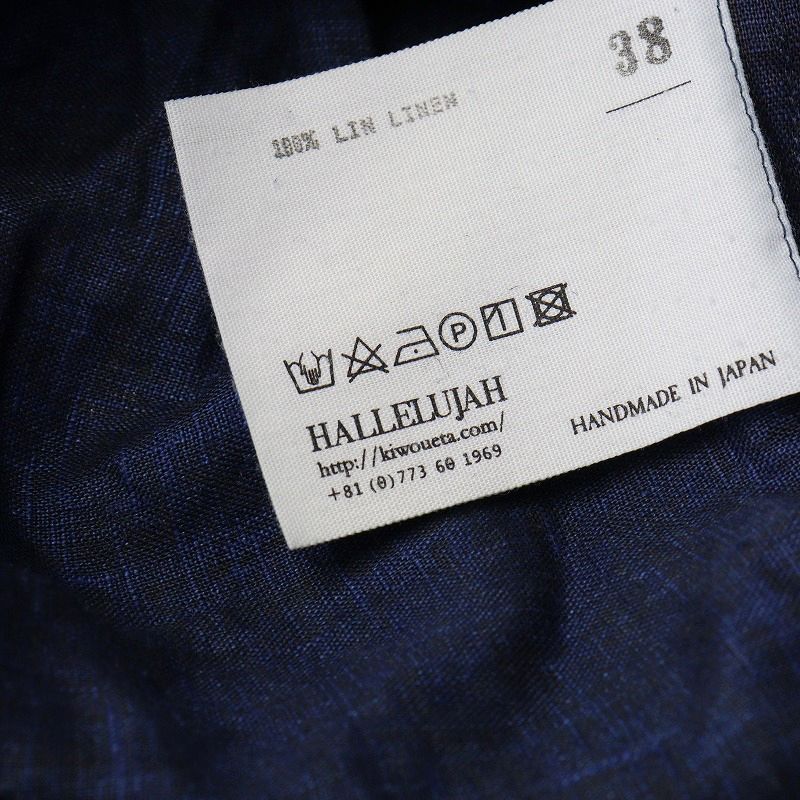 38
100% LIN LINEN
P
HALLELUJAH
http://kiwoueta.com/
+81(0)773 60 1969
HANDMADE IN JAPAN